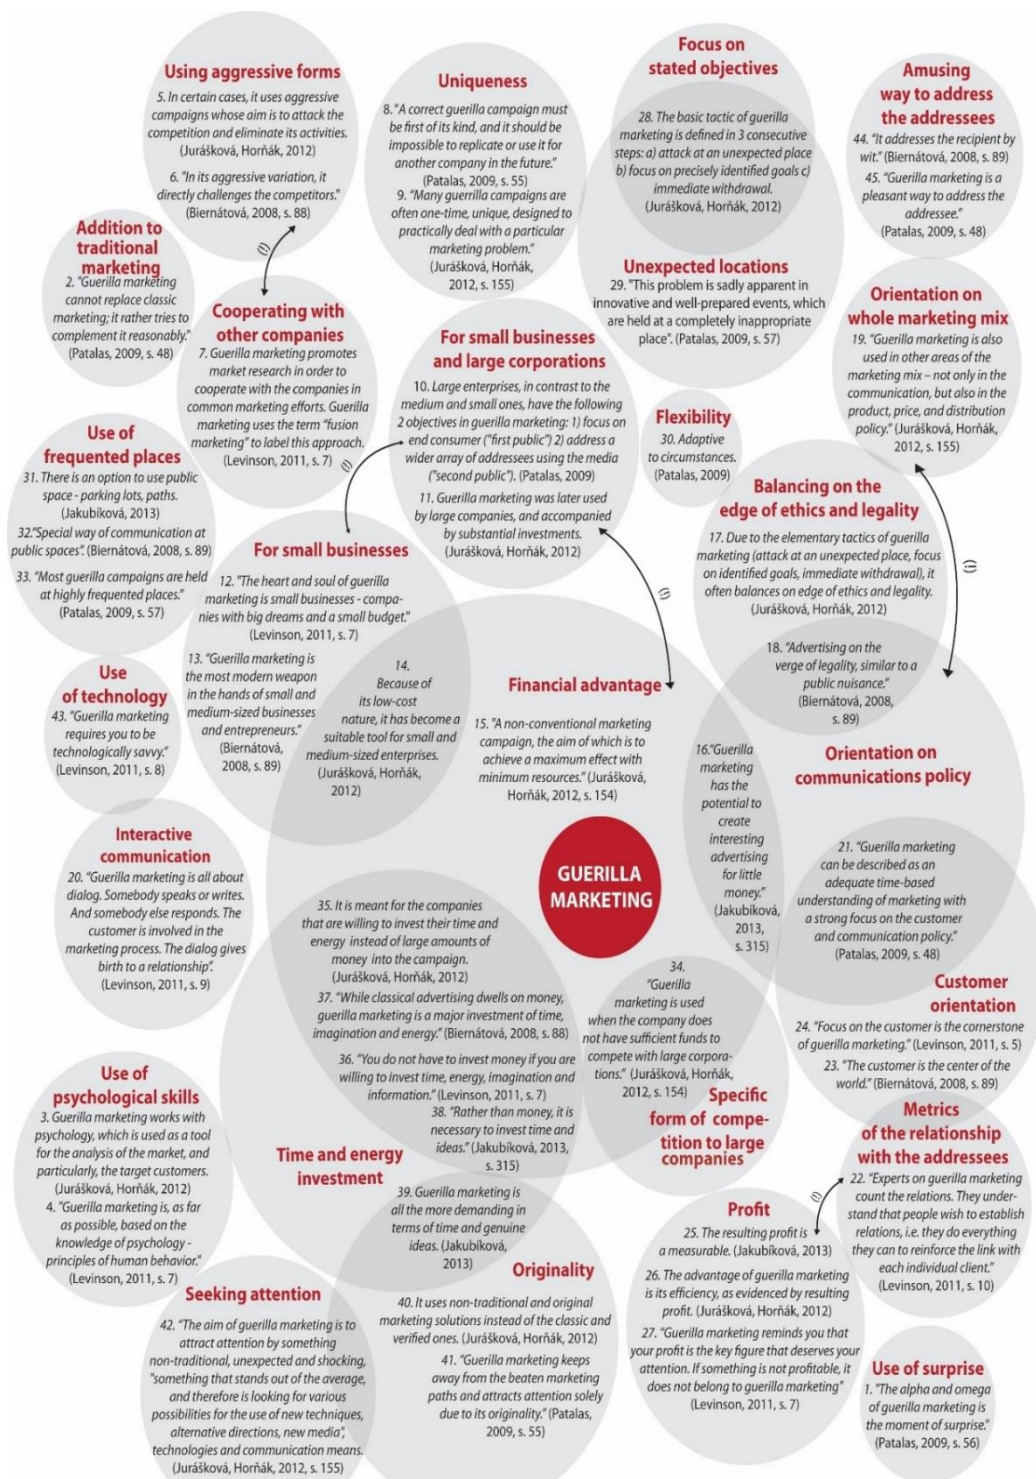 Using aggressive forms
5. In certain cases, it uses aggressive
campaigns whose aim is to attack the
competition and eliminate its activities.
(Jurášková, Horňák, 2012)
6. "In its aggressive variation, it
directly challenges the competitors."
(Biernátová, 2008, s. 88)
Uniqueness
8. "A correct guerilla campaign must
be first of its kind, and it should be
impossible to replicate or use it for
another company in the future."
(Patalas, 2009, s. 55)
9. "Many guerrilla campaigns are
often one-time, unique, designed to
practically deal with a particular
marketing problem."
(Jurášková, Horňák,
2012, s. 155)
Focus on
stated objectives
28. The basic tactic of guerilla
marketing is defined in 3 consecutive
steps: a) attack at an unexpected place
b) focus on precisely identified goals c)
immediate withdrawal.
(Jurášková, Horňák, 2012)
Unexpected locations
29. "This problem is sadly apparent in
innovative and well-prepared events, which
are held at a completely inappropriate
place". (Patalas, 2009, s. 57)
Amusing
way to address
the addressees
44. "It addresses the recipient by
wit." (Biernátová, 2008, s. 89)
45. "Guerilla marketing is a
pleasant way to address the
addressee."
(Patalas, 2009, s. 48)
Addition to
traditional
marketing
2. "Guerilla marketing
cannot replace classic
marketing; it rather tries to
complement it reasonably."
(Patalas, 2009, s. 48)
(!)
Cooperating with
other companies
7. Guerilla marketing promotes
market research in order to
cooperate with the companies in
common marketing efforts. Guerilla
marketing uses the term "fusion
marketing" to label this approach.
(Levinson, 2011, s. 7)
(!)
For small businesses
and large corporations
10. Large enterprises, in contrast to the
medium and small ones, have the following
2 objectives in guerilla marketing: 1) focus on
end consumer ("first public") 2) address a
wider array of addressees using the media
("second public"). (Patalas, 2009)
11. Guerilla marketing was later used
by large companies, and accompanied
by substantial investments.
(Jurášková, Horňák, 2012)
(!)
Orientation on
whole marketing mix
19. "Guerilla marketing is also
used in other areas of the
marketing mix – not only in the
communication, but also in the
product, price, and distribution
policy." (Jurášková, Horňák,
2012, s. 155)
(!)
Flexibility
30. Adaptive
to circumstances.
(Patalas, 2009)
Use of
frequented places
31. There is an option to use public
space - parking lots, paths.
(Jakubíková, 2013)
32."Special way of communication at
public spaces". (Biernátová, 2008, s. 89)
33. "Most guerilla campaigns are held
at highly frequented places."
(Patalas, 2009, s. 57)
Balancing on the
edge of ethics and legality
17. Due to the elementary tactics of guerilla
marketing (attack at an unexpected place, focus
on identified goals, immediate withdrawal), it
often balances on edge of ethics and legality.
(Jurášková, Horňák, 2012)
18. "Advertising on the
verge of legality, similar to a
public nuisance."
(Biernátová, 2008,
s. 89)
For small businesses
12. "The heart and soul of guerilla
marketing is small businesses - compa-
nies with big dreams and a small budget."
(Levinson, 2011, s. 7)
13. "Guerilla marketing is
the most modern weapon
in the hands of small and
medium-sized businesses
and entrepreneurs."
(Biernátová,
2008, s. 89)
14.
Because of
its low-cost
nature, it has become a
suitable tool for small and
medium-sized enterprises.
(Jurášková, Horňák,
2012)
Financial advantage
15. "A non-conventional marketing
campaign, the aim of which is to
achieve a maximum effect with
minimum resources." (Jurášková,
Horňák, 2012, s. 154)
16."Guerilla
marketing
has the
potential to
create
interesting
advertising
for little
money."
(Jakubíková,
2013,
s. 315)
Orientation on
communications policy
21. "Guerilla marketing
can be described as an
adequate time-based
understanding of marketing with
a strong focus on the customer
and communication policy."
(Patalas, 2009, s. 48)
Use
of technology
43. "Guerilla marketing
requires you to be
technologically savvy."
(Levinson, 2011, s. 8)
GUERILLA
MARKETING
Interactive
communication
20. "Guerilla marketing is all about
dialog. Somebody speaks or writes.
And somebody else responds. The
customer is involved in the
marketing process. The dialog gives
birth to a relationship".
(Levinson, 2011, s. 9)
35. It is meant for the companies
that are willing to invest their time and
energy instead of large amounts of
money into the campaign.
(Jurášková, Horňák, 2012)
37. "While classical advertising dwells on money,
guerilla marketing is a major investment of time,
imagination and energy." (Biernátová, 2008, s. 88)
36. "You do not have to invest money if you are
willing to invest time, energy, imagination and
information." (Levinson, 2011, s. 7)
38. "Rather than money, it is
necessary to invest time and
ideas." (Jakubíková, 2013,
s. 315)
Time and energy
investment
34.
"Guerilla
marketing is used
when the company does
not have sufficient funds to
compete with large corpora-
tions." (Jurášková, Horňák,
2012, s. 154)
Specific
form of compe-
tition to large
companies
Customer
orientation
24. "Focus on the customer is the cornerstone
of guerilla marketing." (Levinson, 2011, s. 5)
23. "The customer is the center of the
world." (Biernátová, 2008, s. 89)
Use of
psychological skills
3. Guerilla marketing works with
psychology, which is used as a tool
for the analysis of the market, and
particularly, the target customers.
(Jurášková, Horňák, 2012)
4. "Guerilla marketing is, as far
as possible, based on the
knowledge of psychology -
principles of human behavior."
(Levinson, 2011, s. 7)
Metrics
of the relationship
with the addressees
22. "Experts on guerilla marketing
count the relations. They under-
stand that people wish to establish
relations, i.e. they do everything
they can to reinforce the link with
each individual client."
(Levinson, 2011, s. 10)
(!)
39. Guerilla marketing is
all the more demanding in
terms of time and genuine
ideas. (Jakubíková,
2013)
Originality
40. It uses non-traditional and original
marketing solutions instead of the classic and
verified ones. (Jurášková, Horňák, 2012)
41. "Guerilla marketing keeps
away from the beaten marketing
paths and attracts attention solely
due to its originality." (Patalas,
2009, s. 55)
Profit
25. The resulting profit is
a measurable. (Jakubíková, 2013)
26. The advantage of guerilla marketing
is its efficiency, as evidenced by resulting
profit. (Jurášková, Horňák, 2012)
27. "Guerilla marketing reminds you that
your profit is the key figure that deserves your
attention. If something is not profitable, it
does not belong to guerilla marketing"
(Levinson, 2011, s. 7)
Seeking attention
42. "The aim of guerilla marketing is to
attract attention by something
non-traditional, unexpected and shocking,
"something that stands out of the average,
and therefore is looking for various
possibilities for the use of new techniques,
alternative directions, new media",
technologies and communication means.
(Jurášková, Horňák, 2012, s. 155)
Use of surprise
1. "The alpha and omega
of guerilla marketing is
the moment of surprise."
(Patalas, 2009, s. 56)